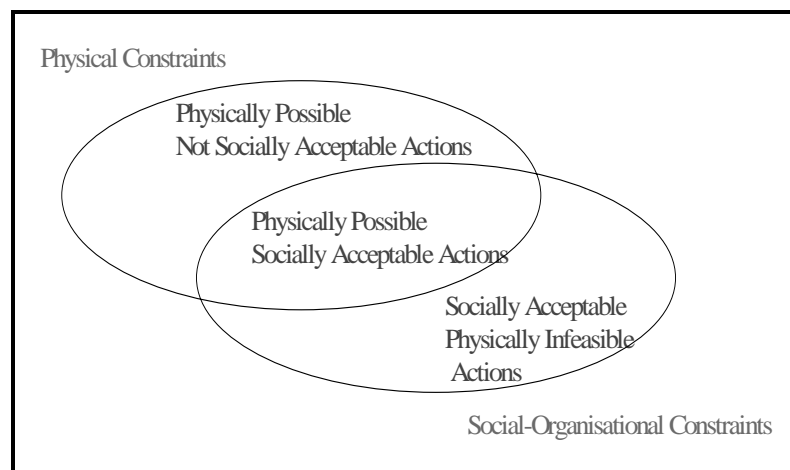 Physical Constraints
Physically Possible
Not Socially Acceptable Actions
Physically Possible
Socially Acceptable Actions
Socially Acceptable
Physically Infeasible
Actions
Social-Organisational Constraints